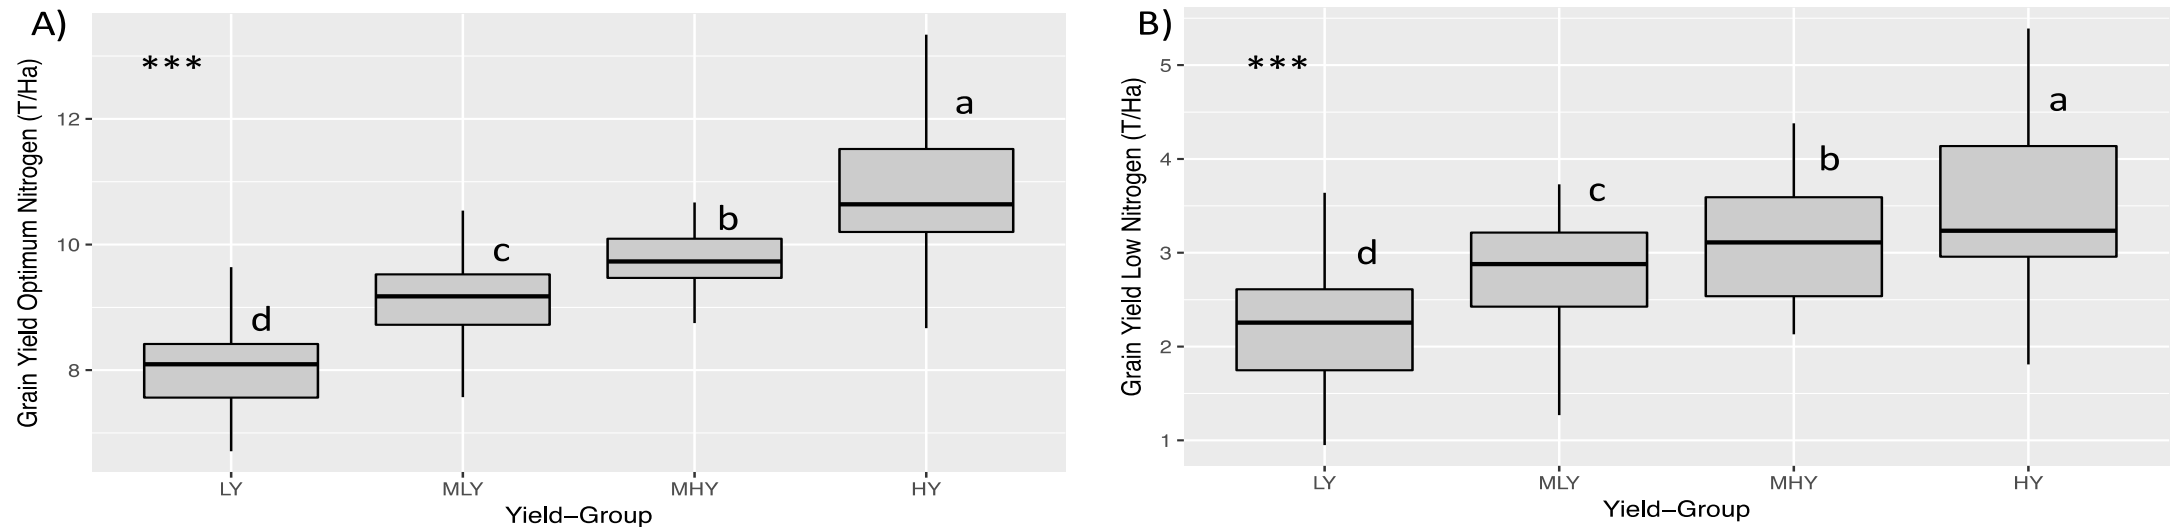 A)
***
Grain Yield Optimum Nitrogen (T/Ha)
12
10
8
d
c
b
a
LY MLY MHY HY
Yield−Group
B)
***
Grain Yield Low Nitrogen (T/Ha)
5
4
3
2
1
d
c
b
a
LY MLY MHY HY
Yield−Group